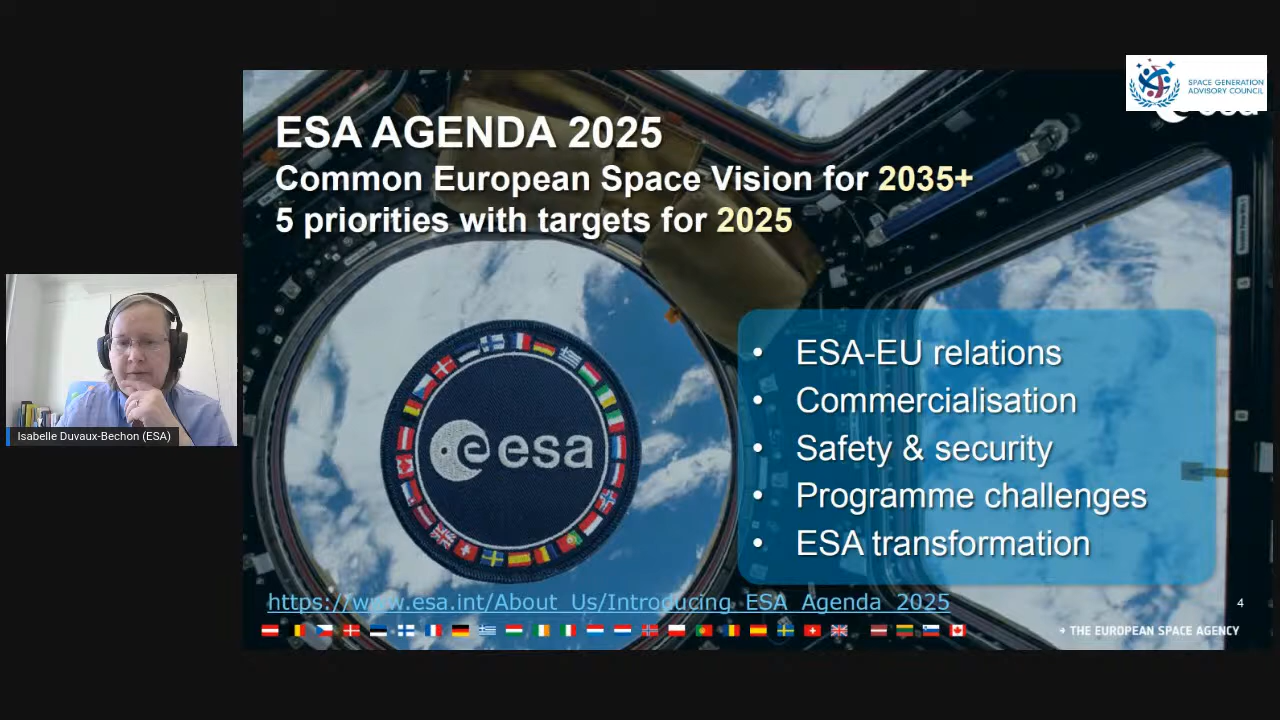 SPACE GENERATION
ADVISORY COUNCIL
esa
ESA AGENDA 2025
Common European Space Vision for 2035+
5 priorities with targets for 2025
• ESA-EU relations
• Commercialisation
• Safety & security
• Programme challenges
• ESA transformation
esa
Isabelle Duvaux-Bechon (ESA)
https://www.esa.int/About_Us/Introducing_ESA_Agenda_2025
4
→ THE EUROPEAN SPACE AGENCY